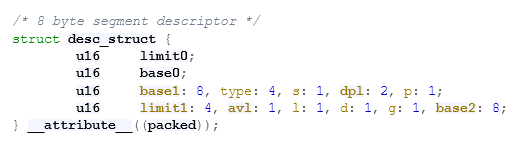 /* 8 byte segment descriptor */
struct desc_struct {
u16 limit0;
u16 base0;
u16 base1: 8, type: 4, s: 1, dpl: 2, p: 1;
u16 limit1: 4, avl: 1, l: 1, d: 1, g: 1, base2: 8;
} __attribute__((packed));